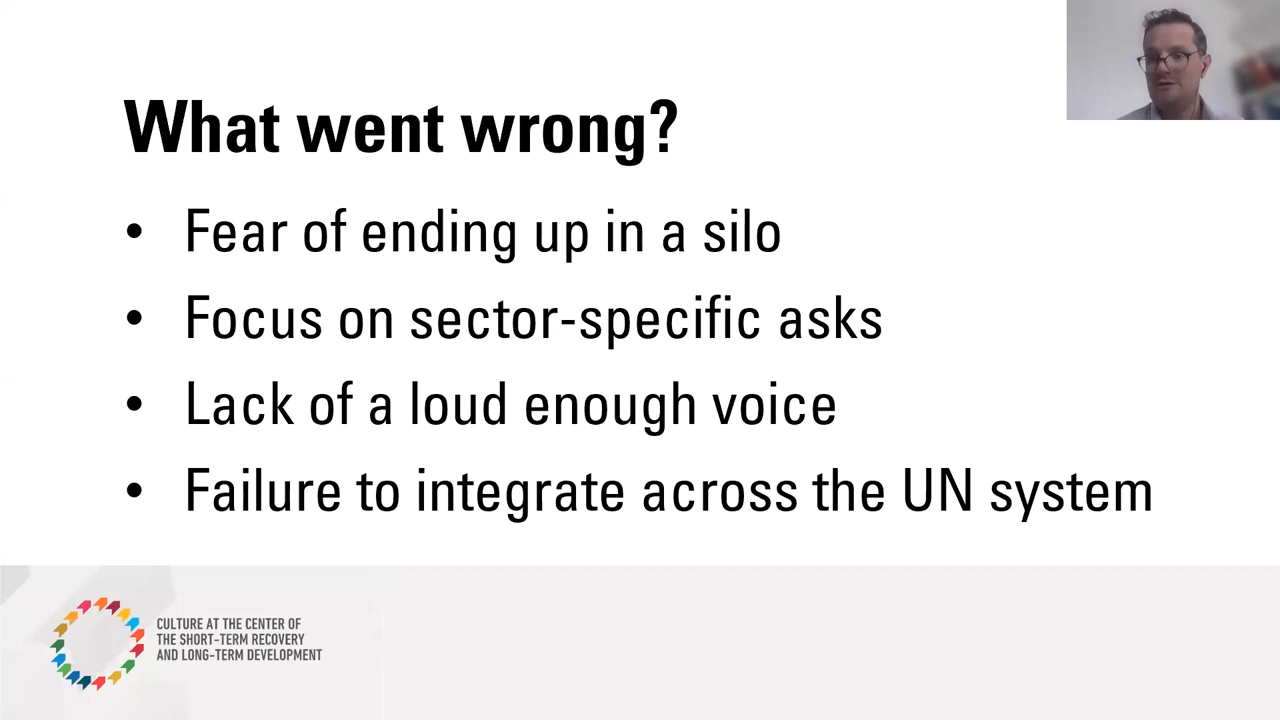 What went wrong?
• Fear of ending up in a silo
• Focus on sector-specific asks
• Lack of a loud enough voice
• Failure to integrate across the UN system
CULTURE AT THE CENTER OF
THE SHORT-TERM RECOVERY
AND LONG-TERM DEVELOPMENT